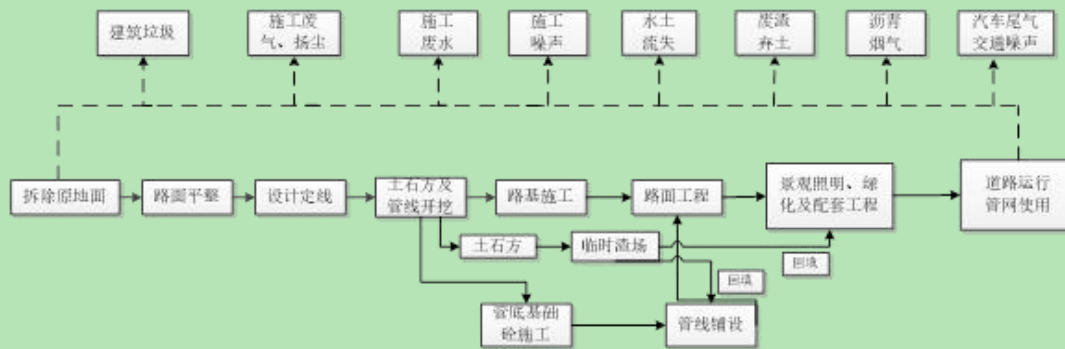 建筑垃圾
施工废
气、扬尘
施工
废水
施工
噪声
水土
流失
废渣
弃土
沥青
烟气
汽车尾气
交通噪声
拆除原地面
路面平整
设计定线
土石方及
管线开挖
路基施工
路面工程
景观照明、绿
化及配套工程
道路运行
管网使用
土石方
临时渣场
回填
回填
管底基础
砼施工
管线铺设